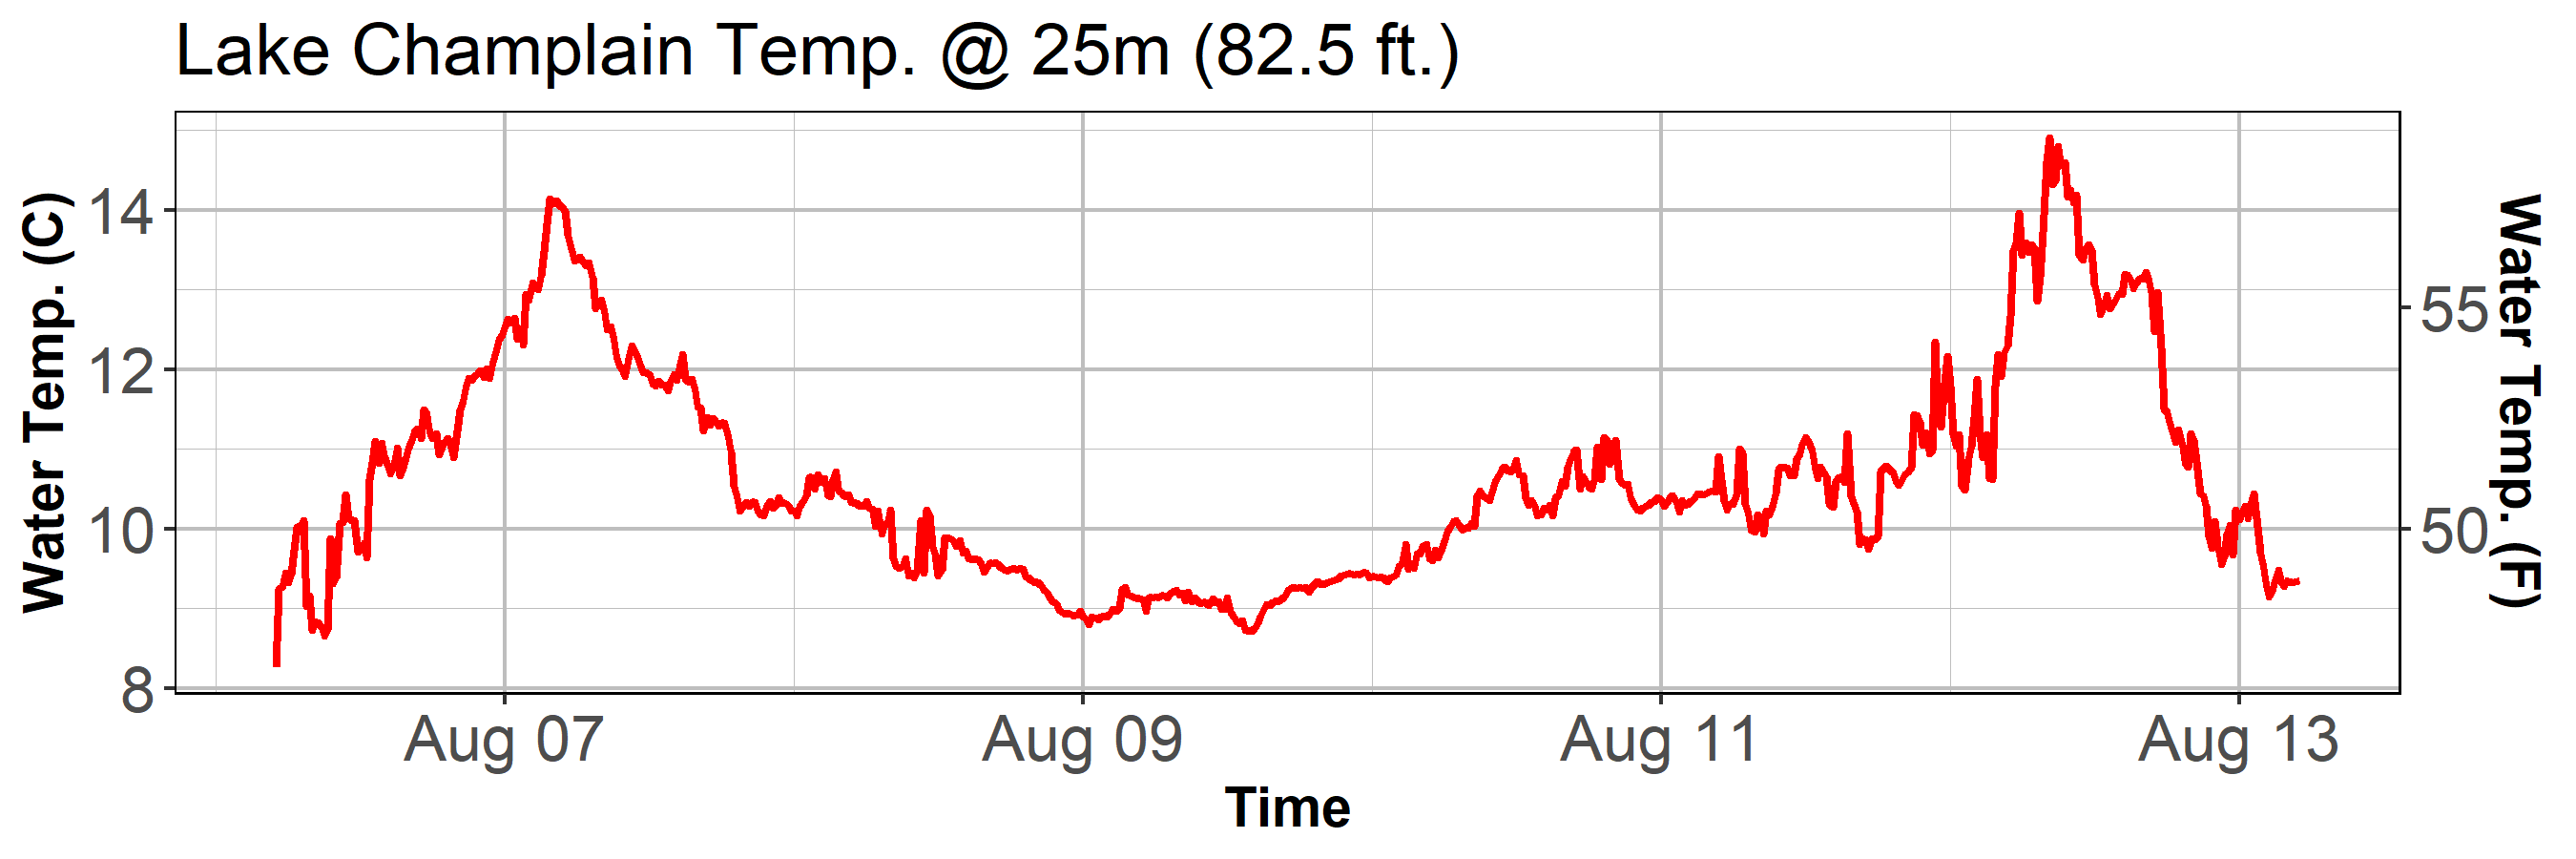 Lake Champlain Temp. @ 25m (82.5 ft.)
Water Temp. (C)
14
12
10
8
55
50
Water Temp. (F)
Aug 07
Aug 09
Aug 11
Aug 13
Time